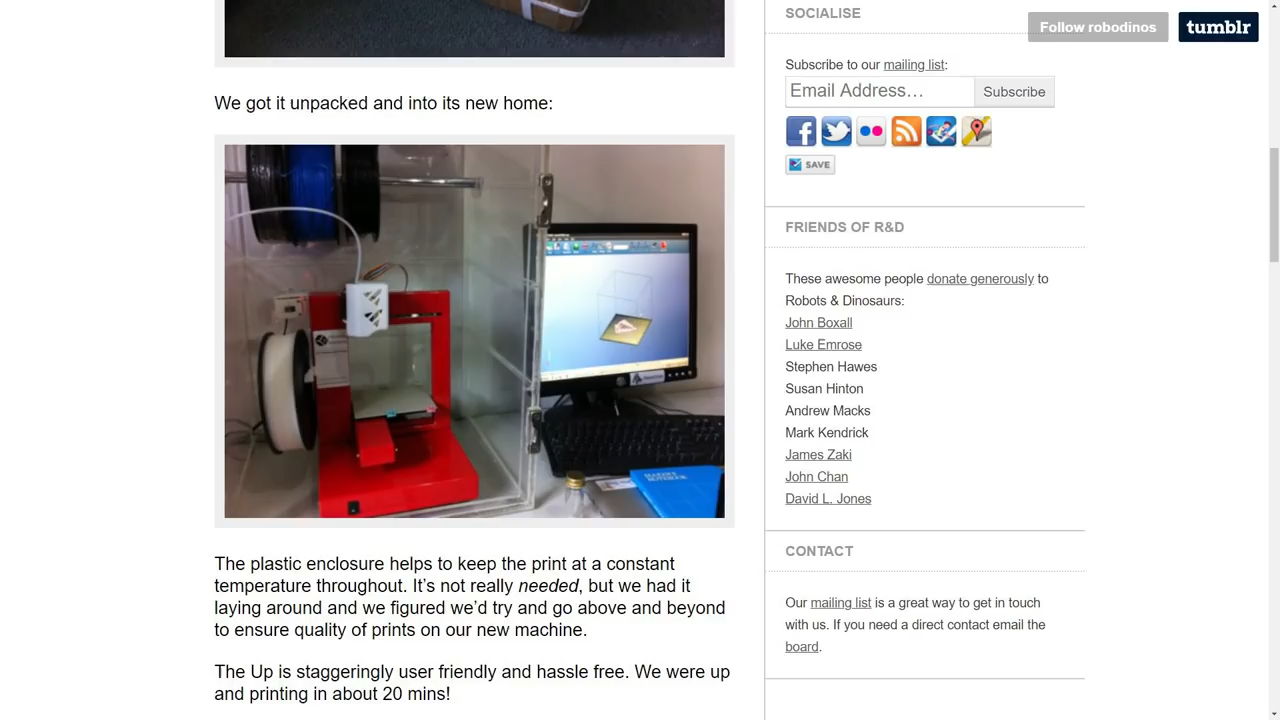 SOCIALISE
Follow robodinos
tumblr
Subscribe to our mailing list:
Email Address…
Subscribe
SAVE
We got it unpacked and into its new home:
The plastic enclosure helps to keep the print at a constant
temperature throughout. It’s not really needed, but we had it
laying around and we figured we’d try and go above and beyond
to ensure quality of prints on our new machine.
The Up is staggeringly user friendly and hassle free. We were up
and printing in about 20 mins!
FRIENDS OF R&D
These awesome people donate generously to
Robots & Dinosaurs:
John Boxall
Luke Emrose
Stephen Hawes
Susan Hinton
Andrew Macks
Mark Kendrick
James Zaki
John Chan
David L. Jones
CONTACT
Our mailing list is a great way to get in touch
with us. If you need a direct contact email the
board.